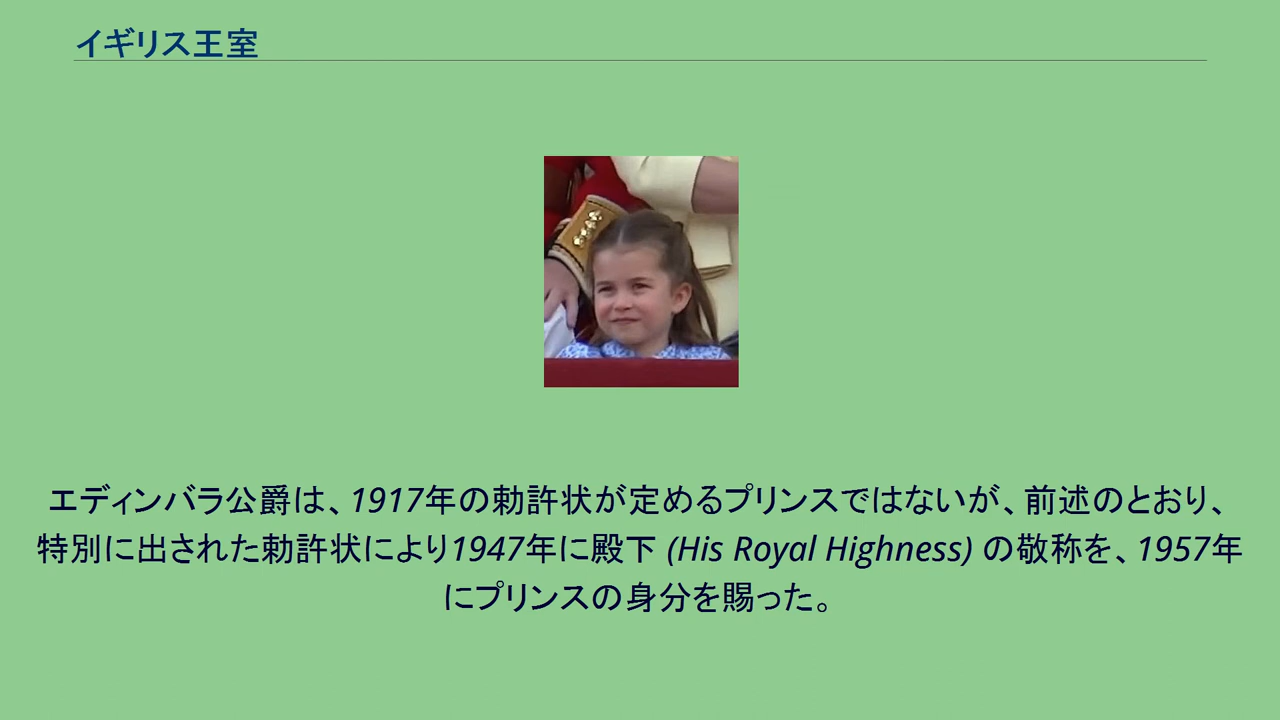 イギリス王室
エディンバラ公爵は、1917年の勅許状が定めるプリンスではないが、前述のとおり、
特別に出された勅許状により1947年に殿下 (His Royal Highness) の敬称を、1957年
にプリンスの身分を賜った。